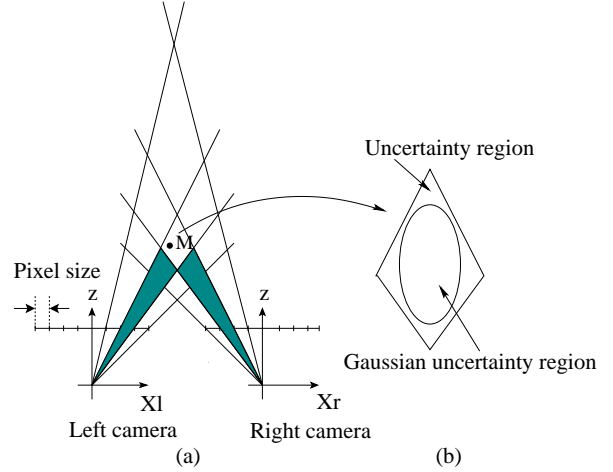 Uncertainty region
M
Pixel size
z
z
Gaussian uncertainty region
Xl
Xr
Left camera
Right camera
(a)
(b)